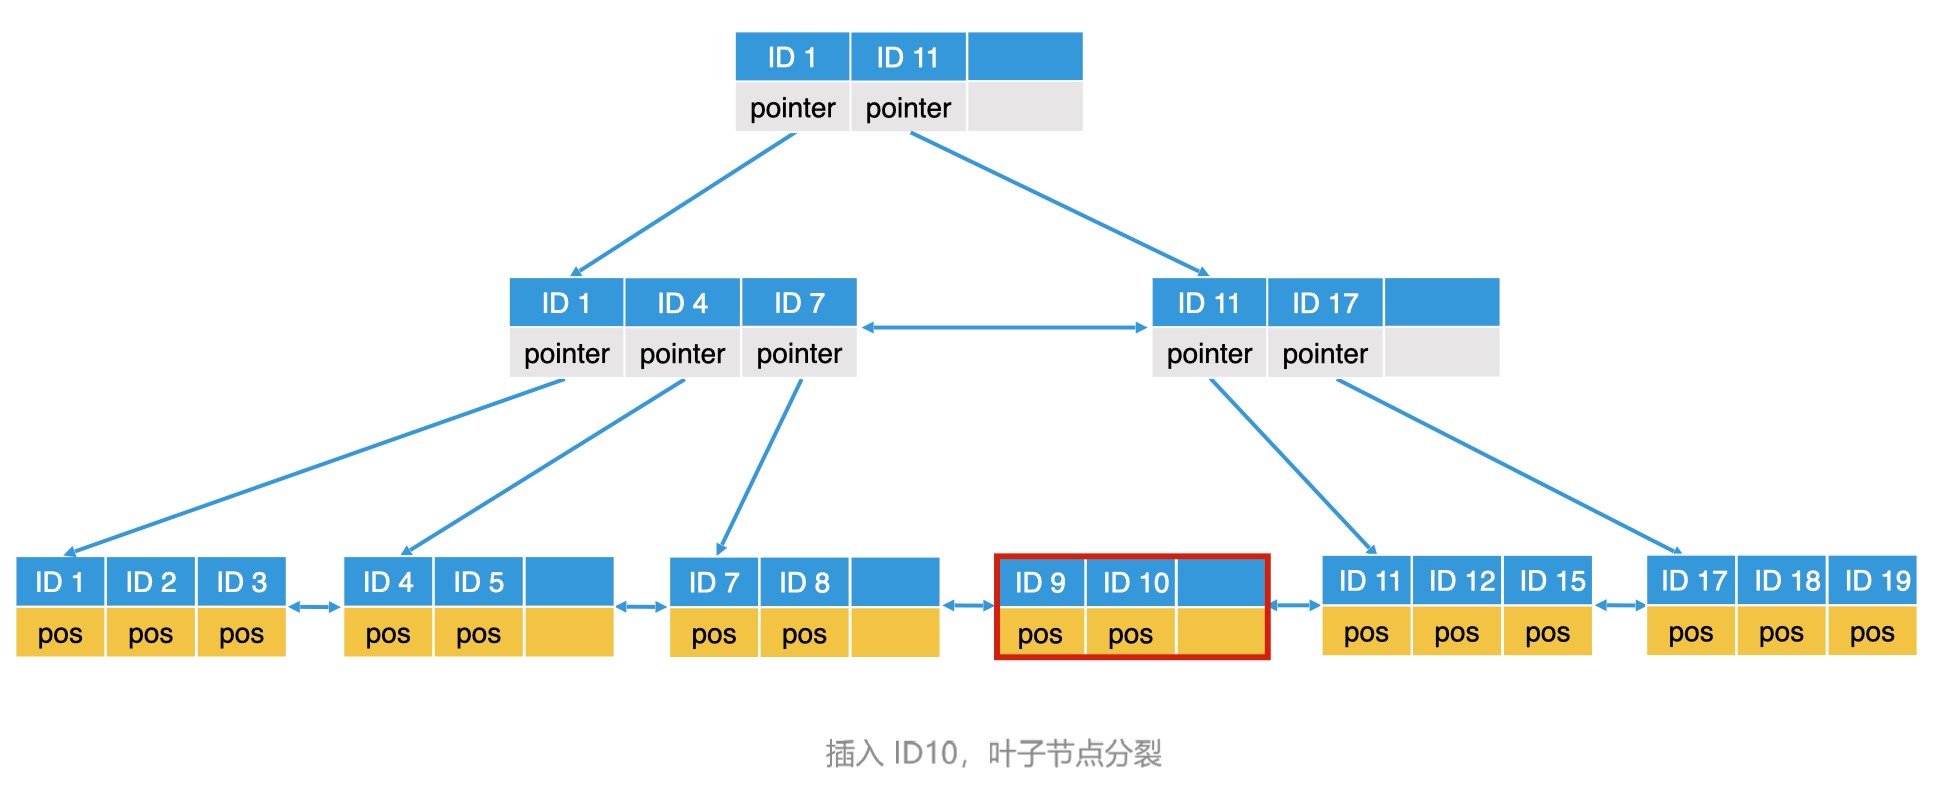 ID 1 ID 11
pointer pointer
ID 1 ID 4 ID 7 ID 11 ID 17
pointer pointer pointer pointer pointer
ID 1 ID 2 ID 3 ID 4 ID 5 ID 7 ID 8 ID 9 ID 10 ID 11 ID 12 ID 15 ID 17 ID 18 ID 19
pos pos pos pos pos pos pos pos pos pos pos pos pos pos pos
插入 ID10，叶子节点分裂